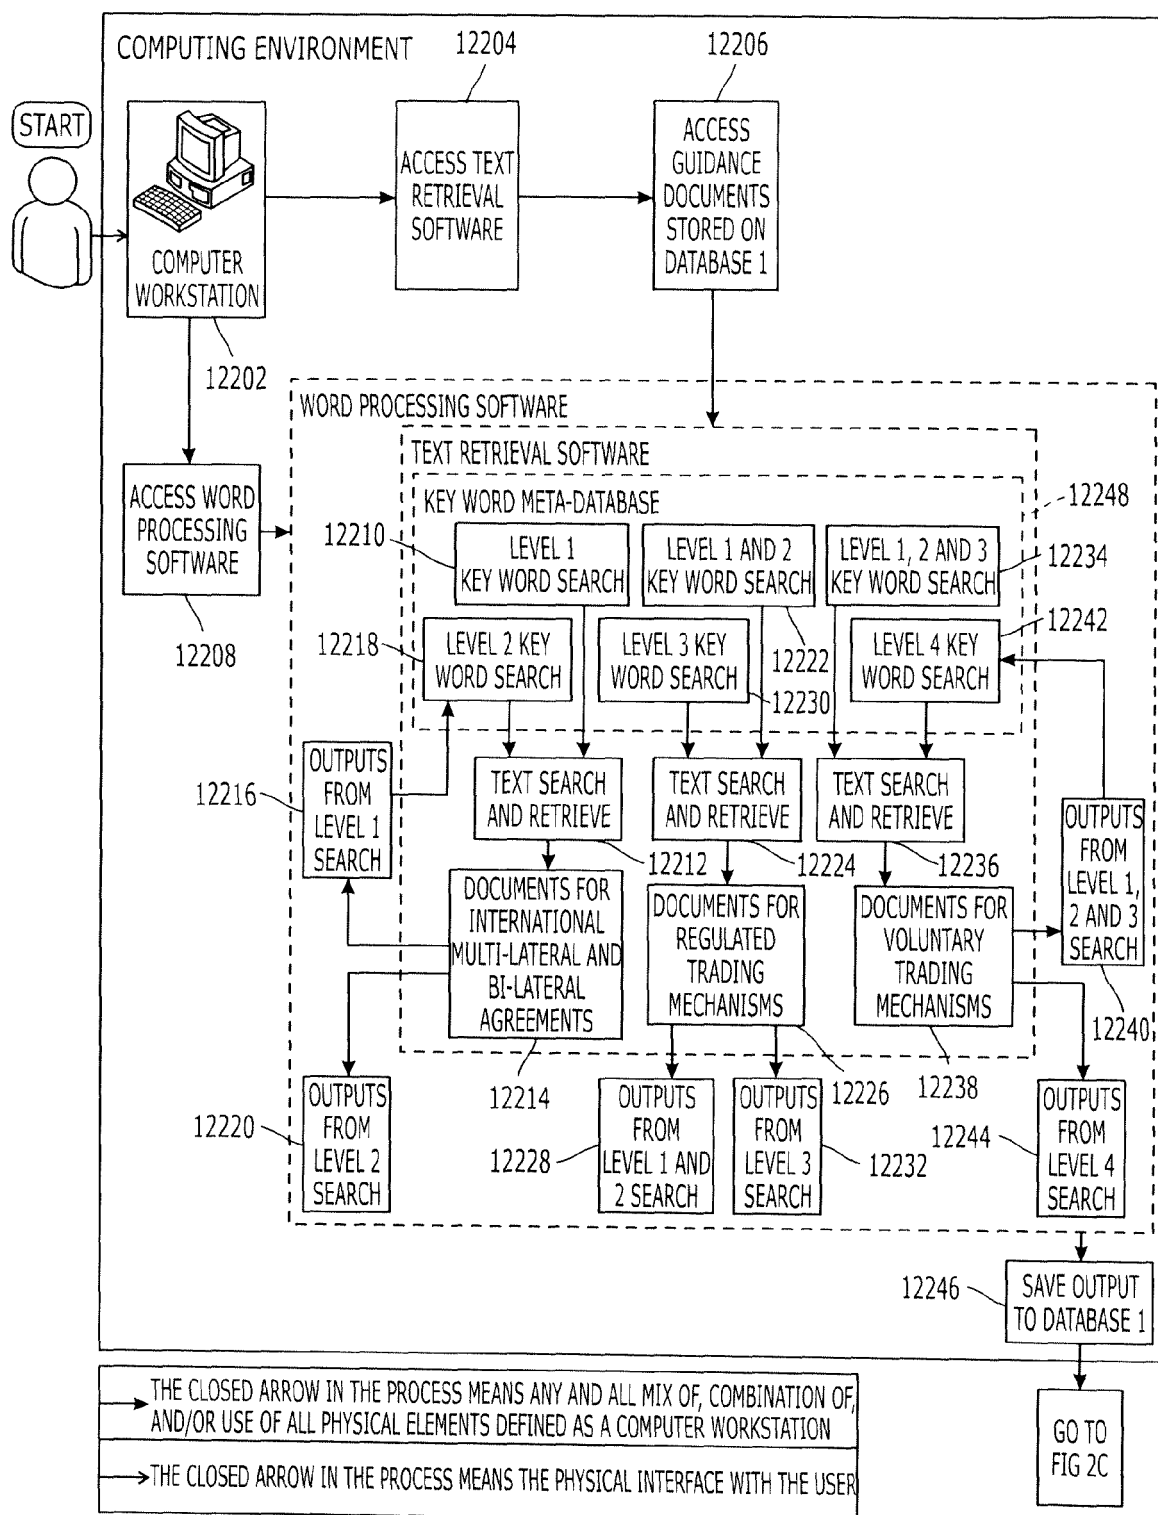 COMPUTING ENVIRONMENT
12204
12206
START
COMPUTER
WORKSTATION
ACCESS TEXT
RETRIEVAL
SOFTWARE
ACCESS
GUIDANCE
DOCUMENTS
STORED ON
DATABASE 1
12202
WORD PROCESSING SOFTWARE
TEXT RETRIEVAL SOFTWARE
KEY WORD META-DATABASE
12248
ACCESS WORD
PROCESSING
SOFTWARE
12208
12210
LEVEL 1
KEY WORD SEARCH
LEVEL 1 AND 2
KEY WORD SEARCH
LEVEL 1, 2 AND 3
KEY WORD SEARCH
12234
12218
LEVEL 2 KEY
WORD SEARCH
LEVEL 3 KEY
WORD SEARCH
12222
12230
LEVEL 4 KEY
WORD SEARCH
12242
12216
OUTPUTS
FROM
LEVEL 1
SEARCH
TEXT SEARCH
AND RETRIEVE
TEXT SEARCH
AND RETRIEVE
TEXT SEARCH
AND RETRIEVE
12212
12224
12236
OUTPUTS
FROM
LEVEL 1,
2 AND 3
SEARCH
12240
DOCUMENTS FOR
INTERNATIONAL
MULTI-LATERAL AND
BI-LATERAL
AGREEMENTS
DOCUMENTS FOR
REGULATED
TRADING
MECHANISMS
DOCUMENTS FOR
VOLUNTARY
TRADING
MECHANISMS
12214
12226
12238
12220
OUTPUTS
FROM
LEVEL 2
SEARCH
12228
OUTPUTS
FROM
LEVEL 1 AND
2 SEARCH
OUTPUTS
FROM
LEVEL 3
SEARCH
12232
12244
OUTPUTS
FROM
LEVEL 4
SEARCH
12246
SAVE OUTPUT
TO DATABASE 1
THE CLOSED ARROW IN THE PROCESS MEANS ANY AND ALL MIX OF, COMBINATION OF,
AND/OR USE OF ALL PHYSICAL ELEMENTS DEFINED AS A COMPUTER WORKSTATION
THE CLOSED ARROW IN THE PROCESS MEANS THE PHYSICAL INTERFACE WITH THE USER
GO TO
FIG 2C